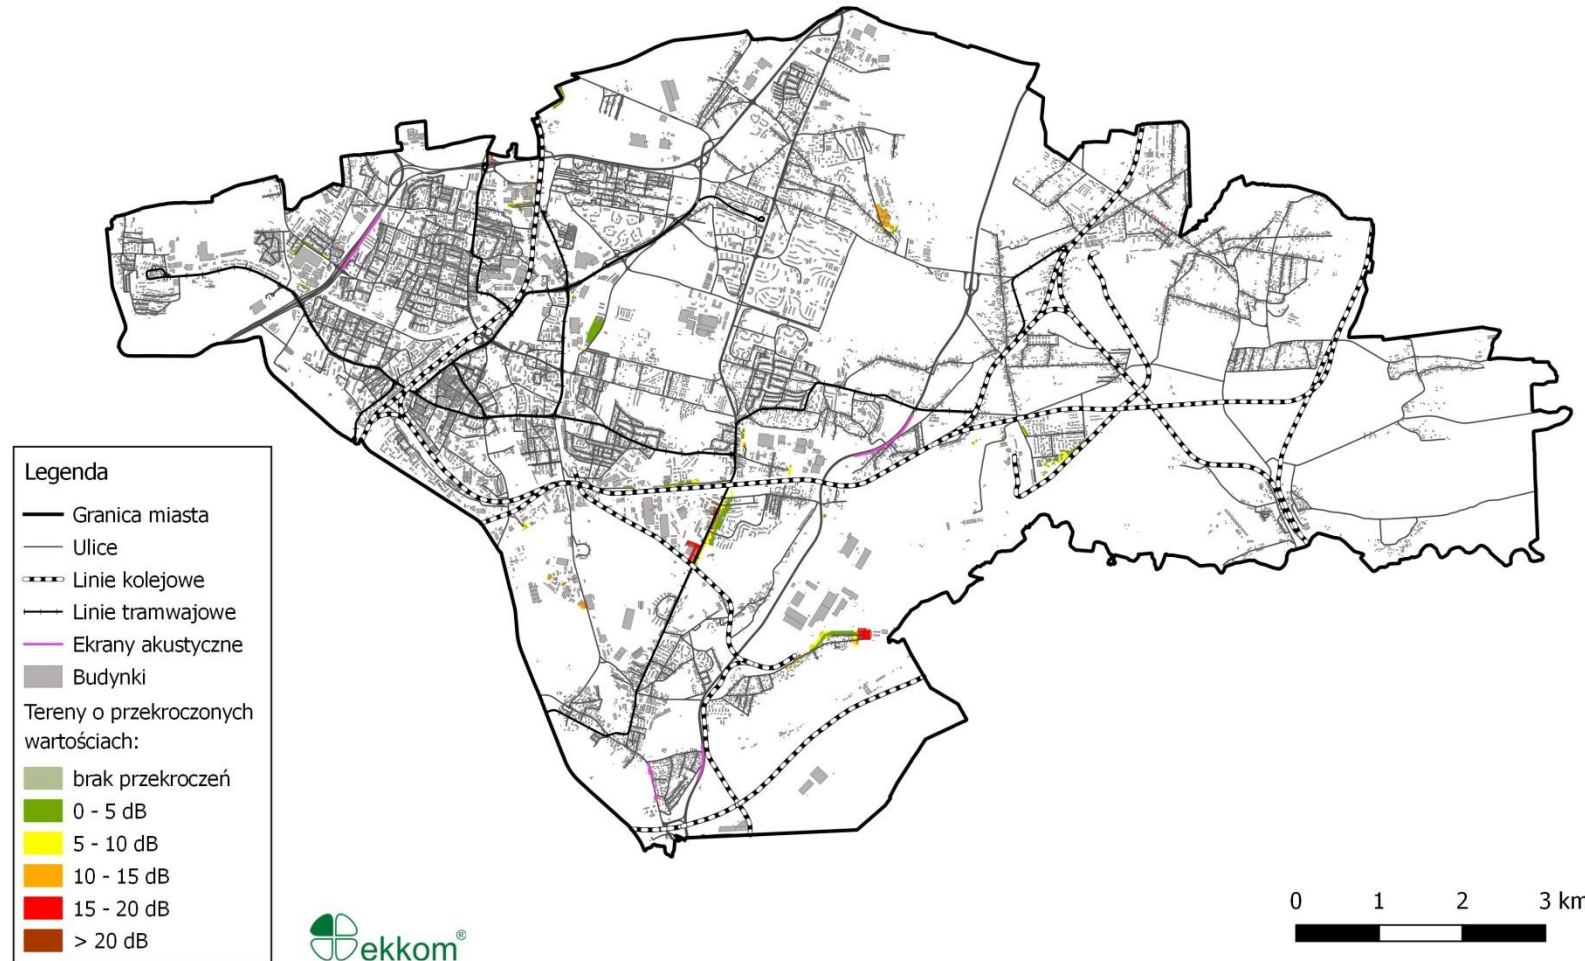 Legenda
Granica miasta
Ulice
Linie kolejowe
Linie tramwajowe
Ekrany akustyczne
Budynki
Tereny o przekroczonych
wartościach:
brak przekroczeń
0 - 5 dB
5 - 10 dB
10 - 15 dB
15 - 20 dB
> 20 dB
ekkom®
0 1 2 3 km